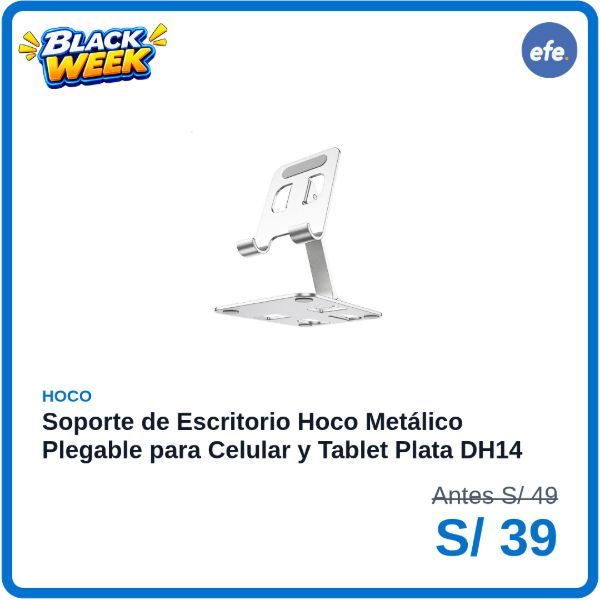 BLACK
WEEK
efe.
HOCO
Soporte de Escritorio Hoco Metálico
Plegable para Celular y Tablet Plata DH14
Antes S/ 49
S/ 39